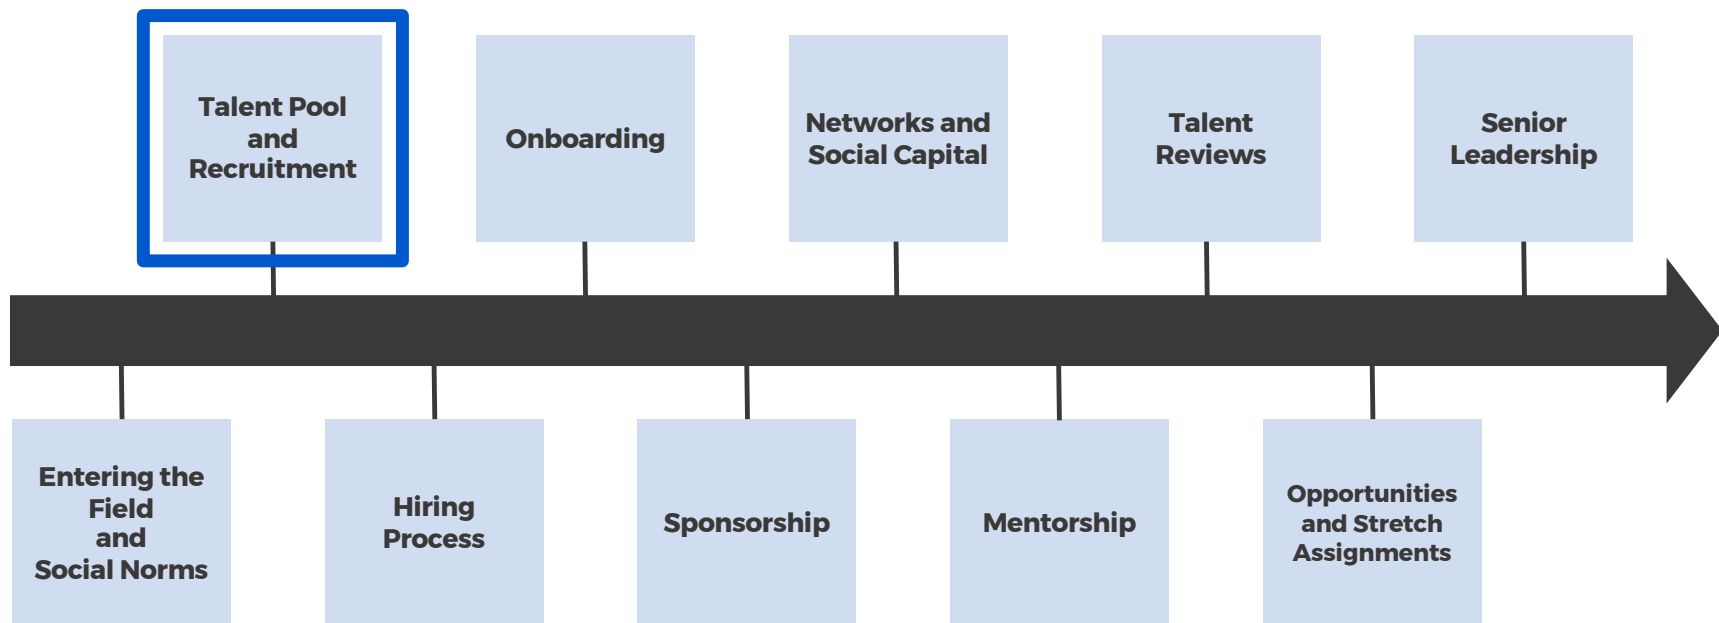 Talent Pool
and
Recruitment
Onboarding
Networks and
Social Capital
Talent
Reviews
Senior
Leadership
Entering the
Field
and
Social Norms
Hiring
Process
Sponsorship
Mentorship
Opportunities
and Stretch
Assignments